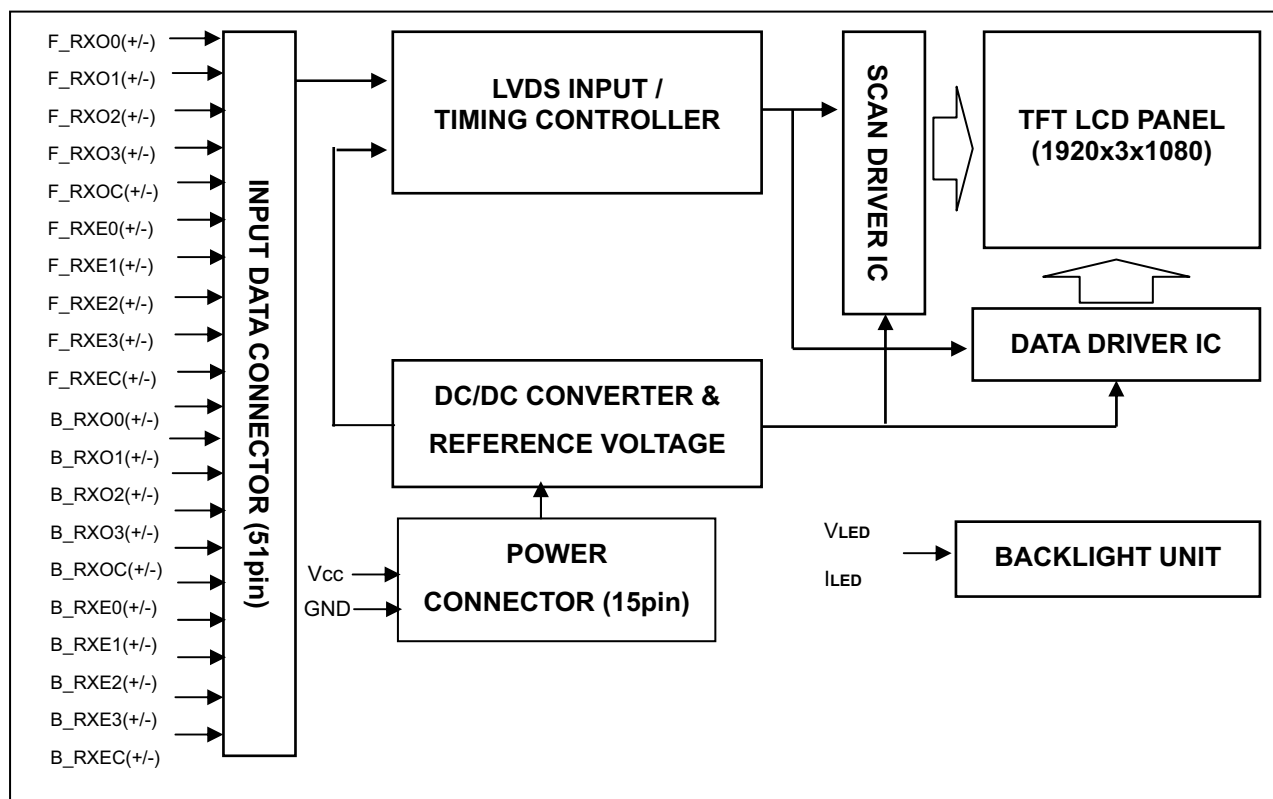 F_RXO0(+/-)
F_RXO1(+/-)
F_RXO2(+/-)
F_RXO3(+/-)
F_RXOC(+/-)
F_RXE0(+/-)
F_RXE1(+/-)
F_RXE2(+/-)
F_RXE3(+/-)
F_RXEC(+/-)
B_RXO0(+/-)
B_RXO1(+/-)
B_RXO2(+/-)
B_RXO3(+/-)
B_RXOC(+/-)
B_RXE0(+/-)
B_RXE1(+/-)
B_RXE2(+/-)
B_RXE3(+/-)
B_RXEC(+/-)
INPUT DATA CONNECTOR (51pin)
LVDS INPUT /
TIMING CONTROLLER
SCAN DRIVER IC
TFT LCD PANEL
(1920x3x1080)
DATA DRIVER IC
DC/DC CONVERTER &
REFERENCE VOLTAGE
Vcc
GND
POWER
CONNECTOR (15pin)
VLED
ILED
BACKLIGHT UNIT